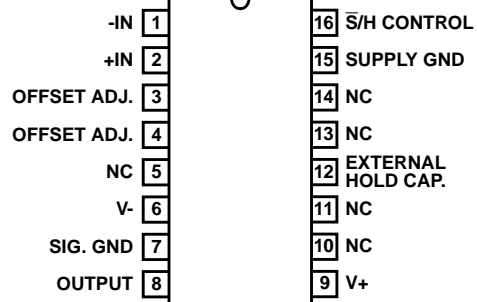 -IN 1
+IN 2
OFFSET ADJ. 3
OFFSET ADJ. 4
NC 5
V- 6
SIG. GND 7
OUTPUT 8
16 S̅/H CONTROL
15 SUPPLY GND
14 NC
13 NC
12 EXTERNAL
HOLD CAP.
11 NC
10 NC
9 V+